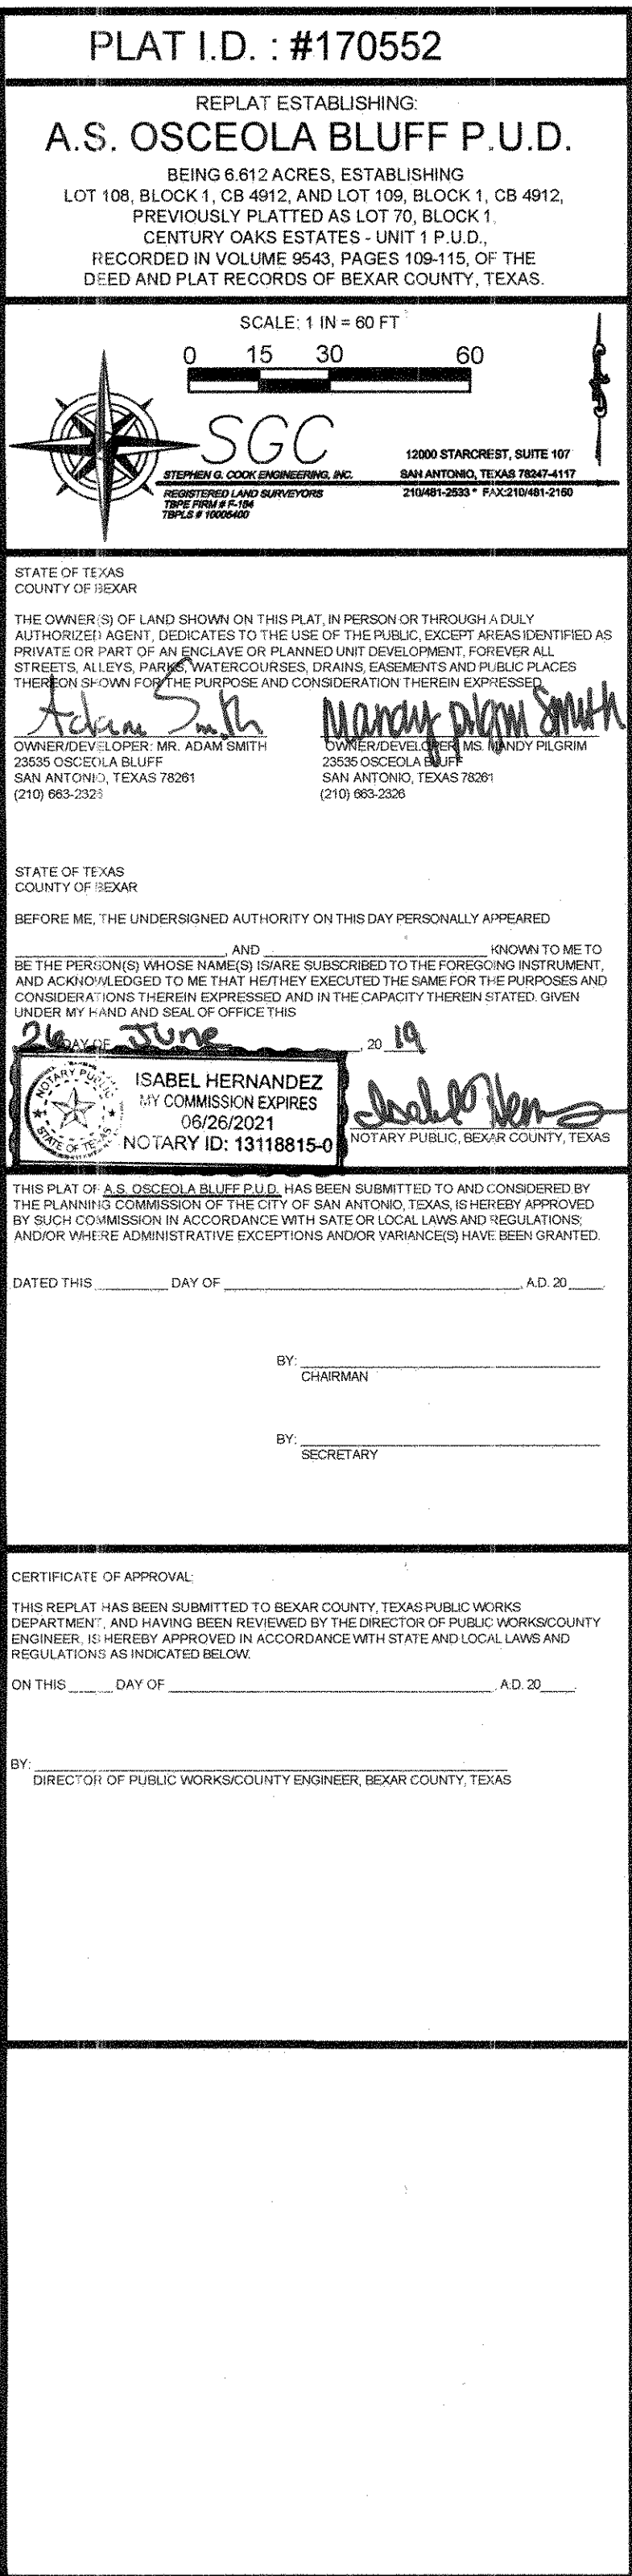 PLAT I.D. : #170552
REPLAT ESTABLISHING:
A.S. OSCEOLA BLUFF P.U.D.
BEING 6.612 ACRES, ESTABLISHING
LOT 108, BLOCK 1, CB 4912, AND LOT 109, BLOCK 1, CB 4912,
PREVIOUSLY PLATTED AS LOT 70, BLOCK 1,
CENTURY OAKS ESTATES - UNIT 1 P.U.D.,
RECORDED IN VOLUME 9543, PAGES 109-115, OF THE
DEED AND PLAT RECORDS OF BEXAR COUNTY, TEXAS.
SCALE: 1 IN = 60 FT
0 15 30 60
SGC
STEPHEN G. COOK ENGINEERING, INC.
REGISTERED LAND SURVEYORS
TBPE FIRM # F-184
TBPLS # 10005400
12000 STARCREST, SUITE 107
SAN ANTONIO, TEXAS 78247-4117
210/481-2533 * FAX:210/481-2150
STATE OF TEXAS
COUNTY OF BEXAR
THE OWNER(S) OF LAND SHOWN ON THIS PLAT, IN PERSON OR THROUGH A DULY
AUTHORIZED AGENT, DEDICATES TO THE USE OF THE PUBLIC, EXCEPT AREAS IDENTIFIED AS
PRIVATE OR PART OF AN ENCLAVE OR PLANNED UNIT DEVELOPMENT, FOREVER ALL
STREETS, ALLEYS, PARKS, WATERCOURSES, DRAINS, EASEMENTS AND PUBLIC PLACES
THEREON SHOWN FOR THE PURPOSE AND CONSIDERATION THEREIN EXPRESSED
Adam Smith
OWNER/DEVELOPER: MR. ADAM SMITH
23535 OSCEOLA BLUFF
SAN ANTONIO, TEXAS 78261
(210) 663-2326
Mandy pilgrim Smith
OWNER/DEVELOPER MS. MANDY PILGRIM
23535 OSCEOLA BLUFF
SAN ANTONIO, TEXAS 78261
(210) 663-2326
STATE OF TEXAS
COUNTY OF BEXAR
BEFORE ME, THE UNDERSIGNED AUTHORITY ON THIS DAY PERSONALLY APPEARED
, AND KNOWN TO ME TO
BE THE PERSON(S) WHOSE NAME(S) IS/ARE SUBSCRIBED TO THE FOREGOING INSTRUMENT,
AND ACKNOWLEDGED TO ME THAT HE/THEY EXECUTED THE SAME FOR THE PURPOSES AND
CONSIDERATIONS THEREIN EXPRESSED AND IN THE CAPACITY THEREIN STATED. GIVEN
UNDER MY HAND AND SEAL OF OFFICE THIS
26 DAY OF June, 20 19
NOTARY PUBLIC
STATE OF TEXAS
ISABEL HERNANDEZ
MY COMMISSION EXPIRES
06/26/2021
NOTARY ID: 13118815-0
NOTARY PUBLIC, BEXAR COUNTY, TEXAS
THIS PLAT OF A.S. OSCEOLA BLUFF P.U.D. HAS BEEN SUBMITTED TO AND CONSIDERED BY
THE PLANNING COMMISSION OF THE CITY OF SAN ANTONIO, TEXAS, IS HEREBY APPROVED
BY SUCH COMMISSION IN ACCORDANCE WITH SATE OR LOCAL LAWS AND REGULATIONS;
AND/OR WHERE ADMINISTRATIVE EXCEPTIONS AND/OR VARIANCE(S) HAVE BEEN GRANTED.
DATED THIS DAY OF , A.D. 20
BY:
CHAIRMAN
BY:
SECRETARY
CERTIFICATE OF APPROVAL:
THIS REPLAT HAS BEEN SUBMITTED TO BEXAR COUNTY, TEXAS PUBLIC WORKS
DEPARTMENT, AND HAVING BEEN REVIEWED BY THE DIRECTOR OF PUBLIC WORKS/COUNTY
ENGINEER, IS HEREBY APPROVED IN ACCORDANCE WITH STATE AND LOCAL LAWS AND
REGULATIONS AS INDICATED BELOW.
ON THIS DAY OF , A.D. 20
BY:
DIRECTOR OF PUBLIC WORKS/COUNTY ENGINEER, BEXAR COUNTY, TEXAS